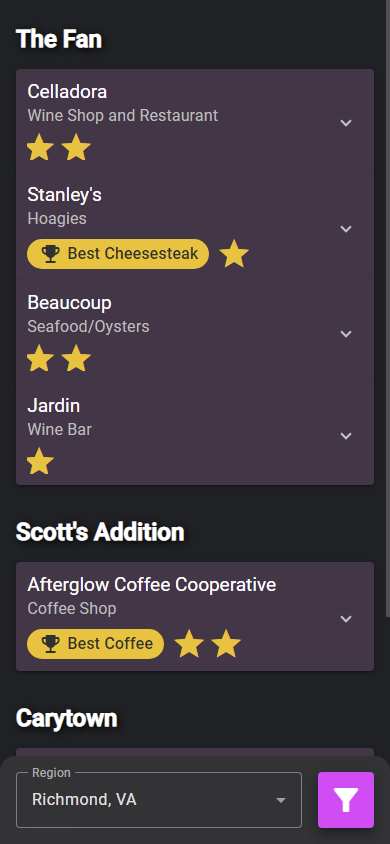 The Fan
Celladora
Wine Shop and Restaurant
Stanley's
Hoagies
Best Cheesesteak
Beaucoup
Seafood/Oysters
Jardin
Wine Bar
Scott's Addition
Afterglow Coffee Cooperative
Coffee Shop
Best Coffee
Carytown
Region
Richmond, VA